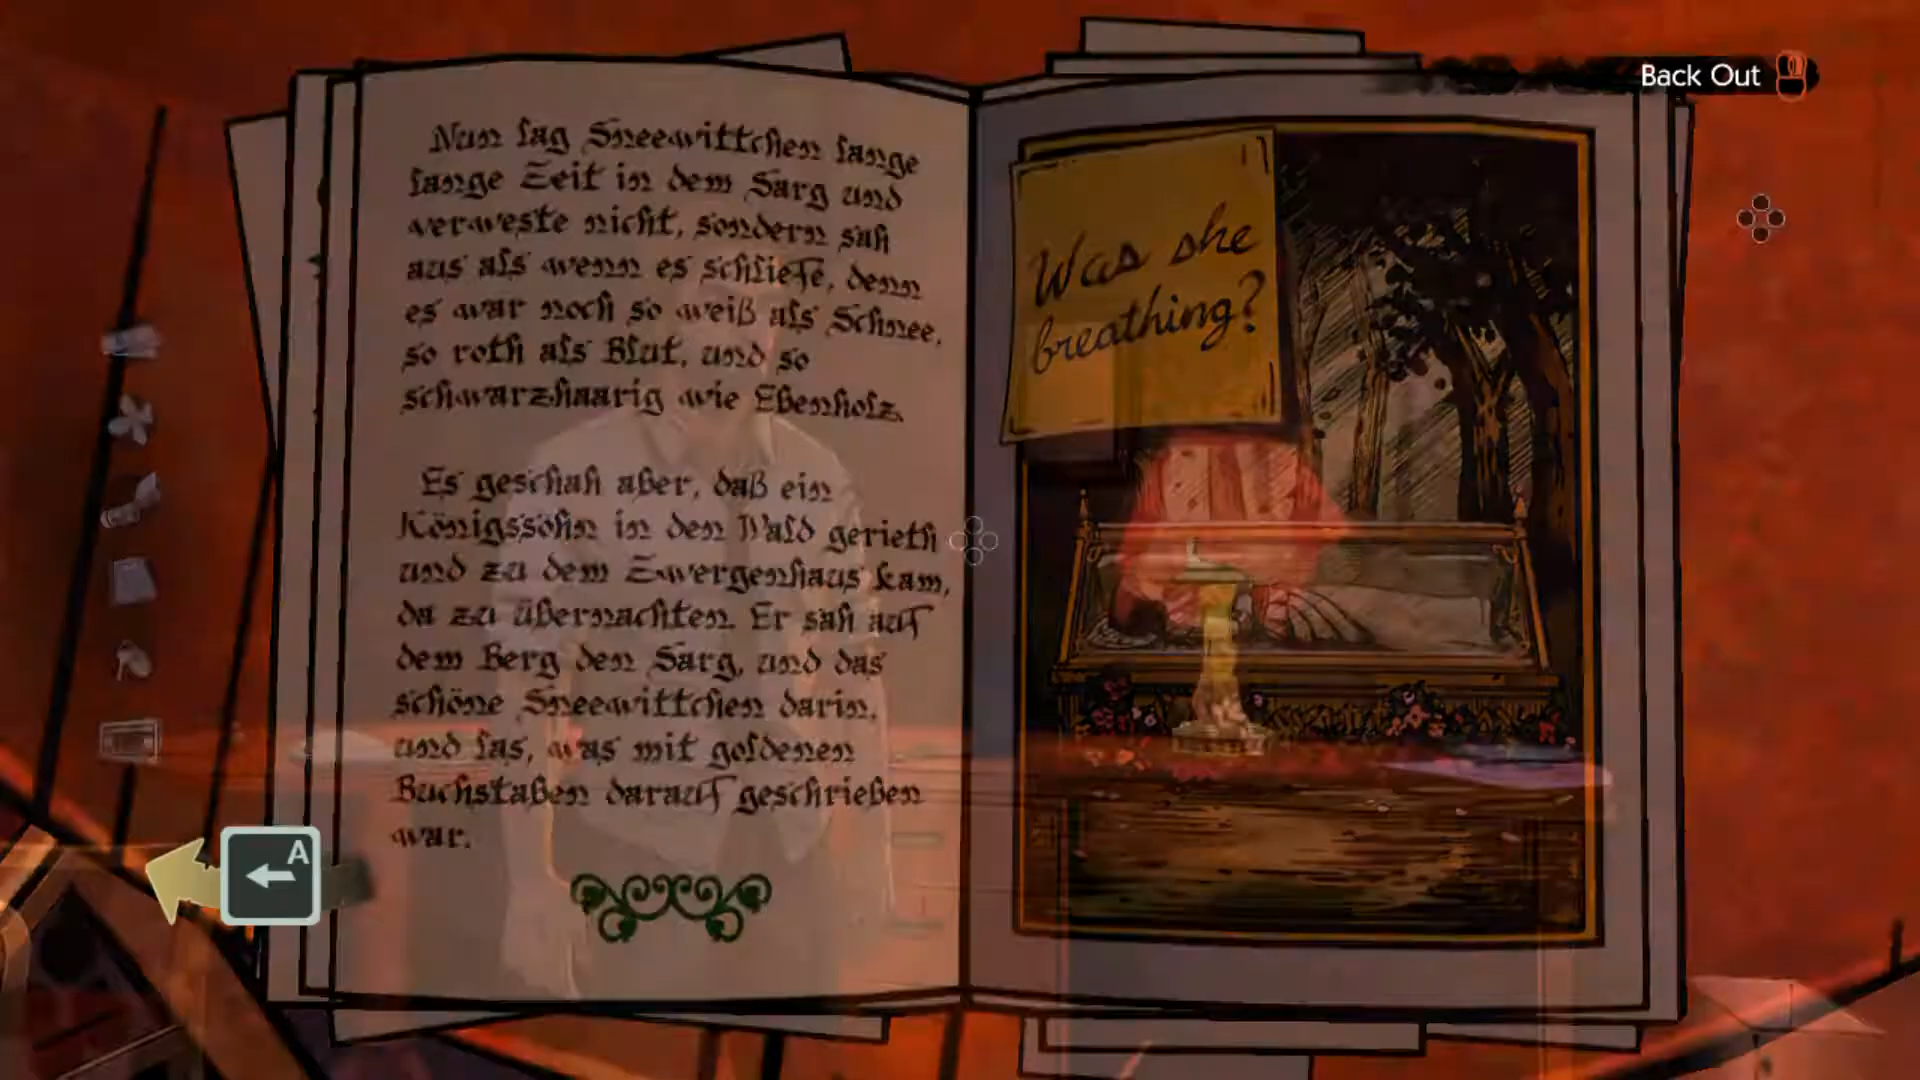 Back Out
Nun lag Sneewittchen lange
lange Zeit in dem Sarg und
verweste nicht, sondern sah
aus als wenn es schliefe, denn
es war noch so weiß als Schnee,
so roth als Blut, und so
schwarzhaarig wie Ebenholz.
Es geschah aber, daß ein
Königssohn in den Wald gerieth
und zu dem Zwergenhaus kam,
da zu übernachten. Er sah auf
dem Berg den Sarg, und das
schöne Sneewittchen darin,
und las, was mit goldenen
Buchstaben darauf geschrieben
war.
Was she
breathing?
A